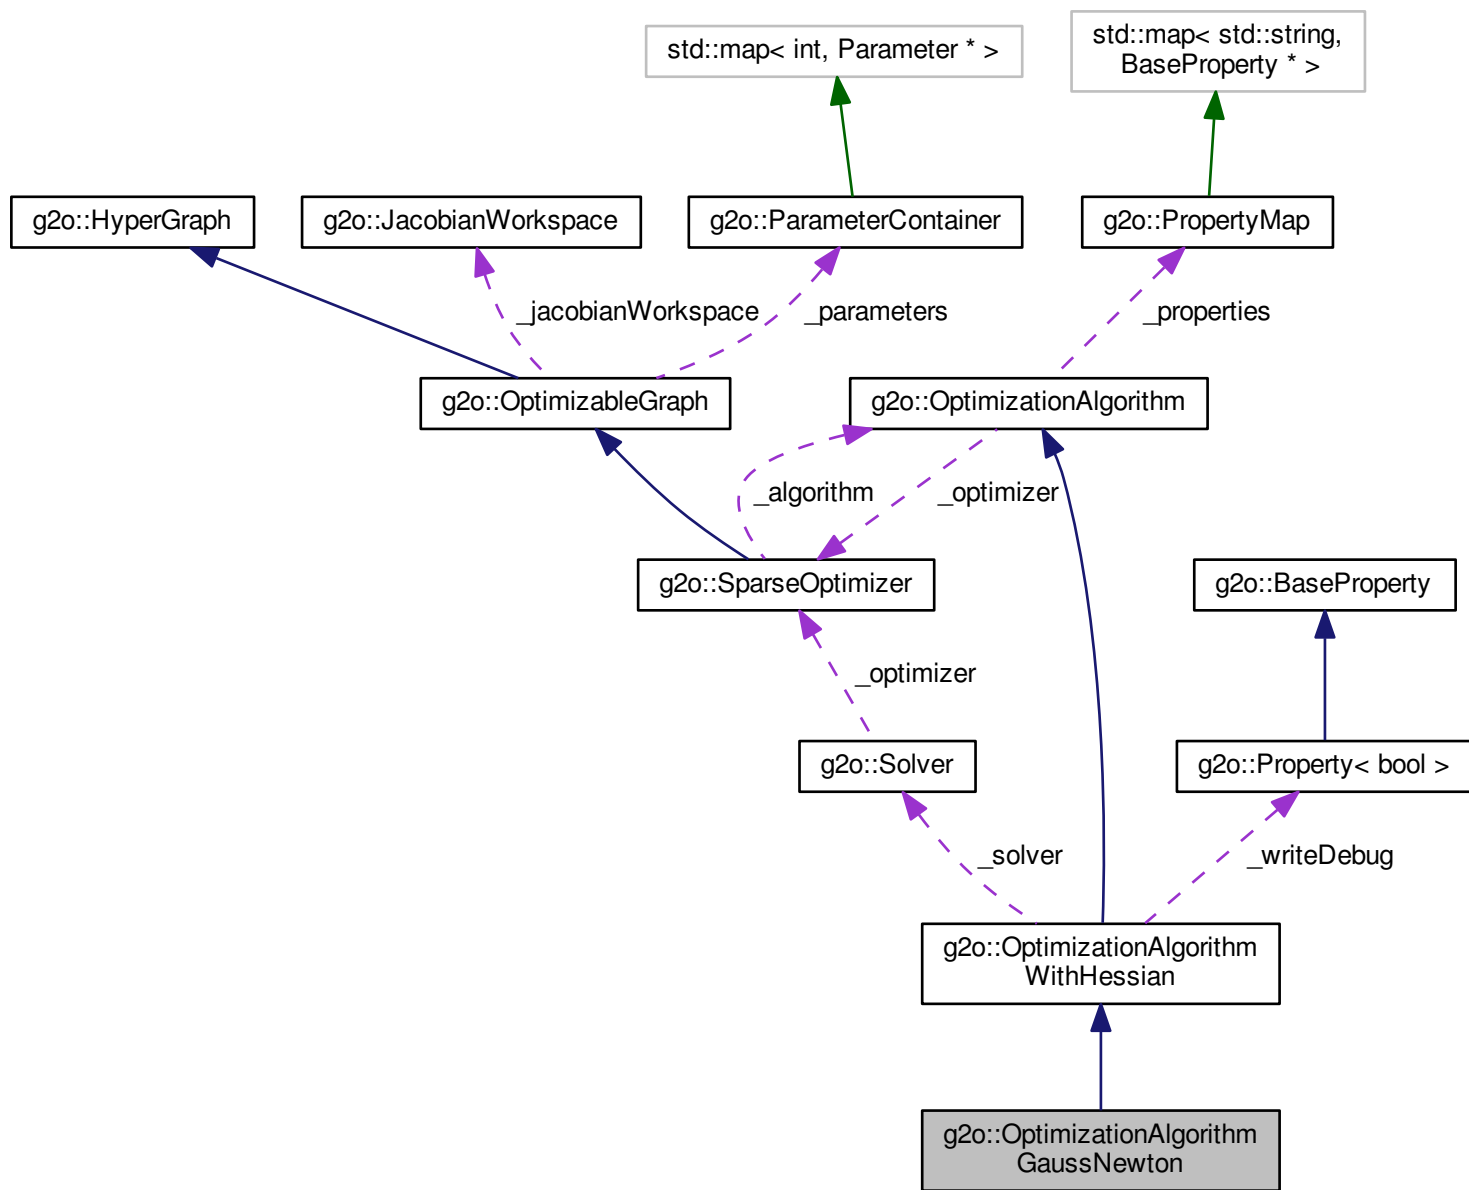 std::map< int, Parameter * >
std::map< std::string,
BaseProperty * >
g2o::HyperGraph
g2o::JacobianWorkspace
g2o::ParameterContainer
g2o::PropertyMap
_jacobianWorkspace
_parameters
_properties
g2o::OptimizableGraph
g2o::OptimizationAlgorithm
_algorithm
_optimizer
g2o::SparseOptimizer
g2o::BaseProperty
_optimizer
g2o::Solver
g2o::Property< bool >
_solver
_writeDebug
g2o::OptimizationAlgorithm
WithHessian
g2o::OptimizationAlgorithm
GaussNewton